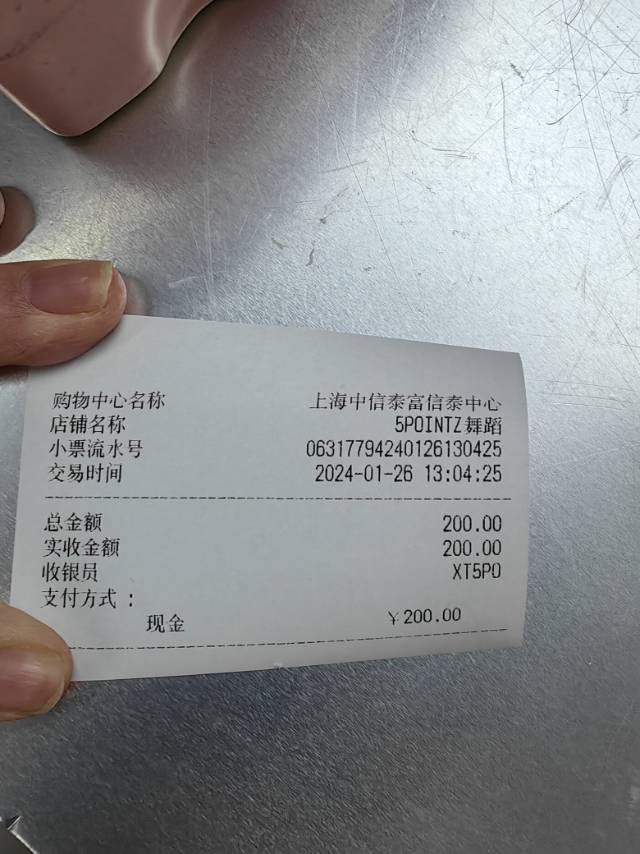 购物中心名称 上海中信泰富信泰中心
店铺名称 5POINTZ舞蹈
小票流水号 06317794240126130425
交易时间 2024-01-26 13:04:25
总金额 200.00
实收金额 200.00
收银员 XT5PO
支付方式：
现金 ￥200.00